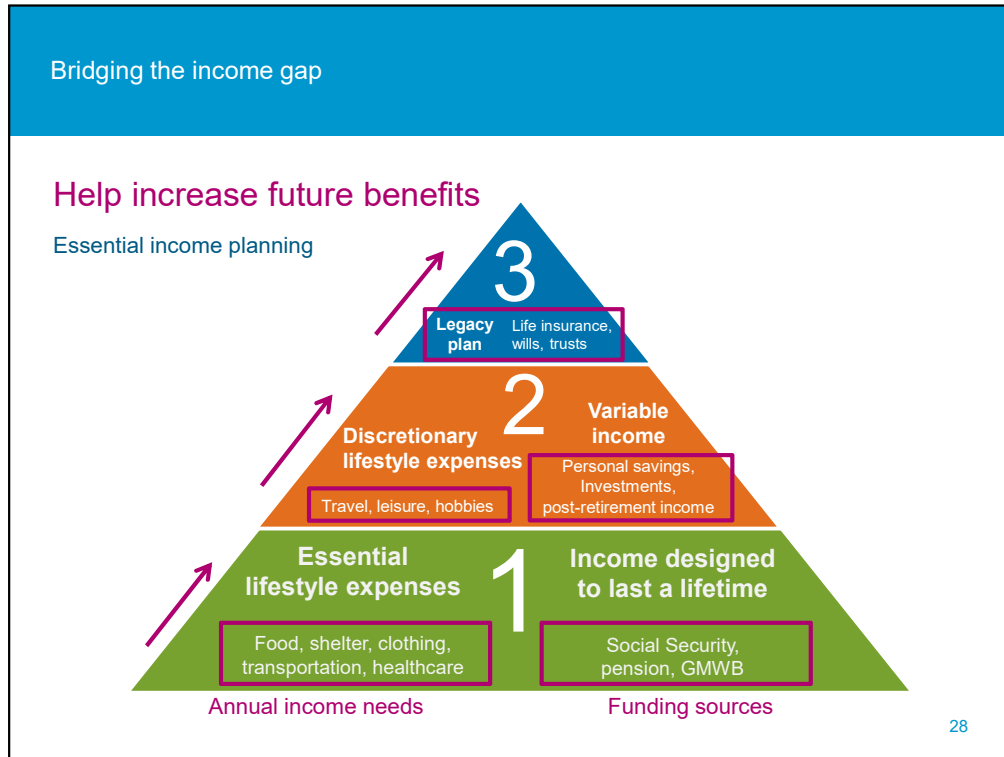 Bridging the income gap
Help increase future benefits
Essential income planning
3
Legacy
plan
Life insurance,
wills, trusts
2
Discretionary
lifestyle expenses
Travel, leisure, hobbies
Variable
income
Personal savings,
Investments,
post-retirement income
1
Essential
lifestyle expenses
Food, shelter, clothing,
transportation, healthcare
Income designed
to last a lifetime
Social Security,
pension, GMWB
Annual income needs
Funding sources
28